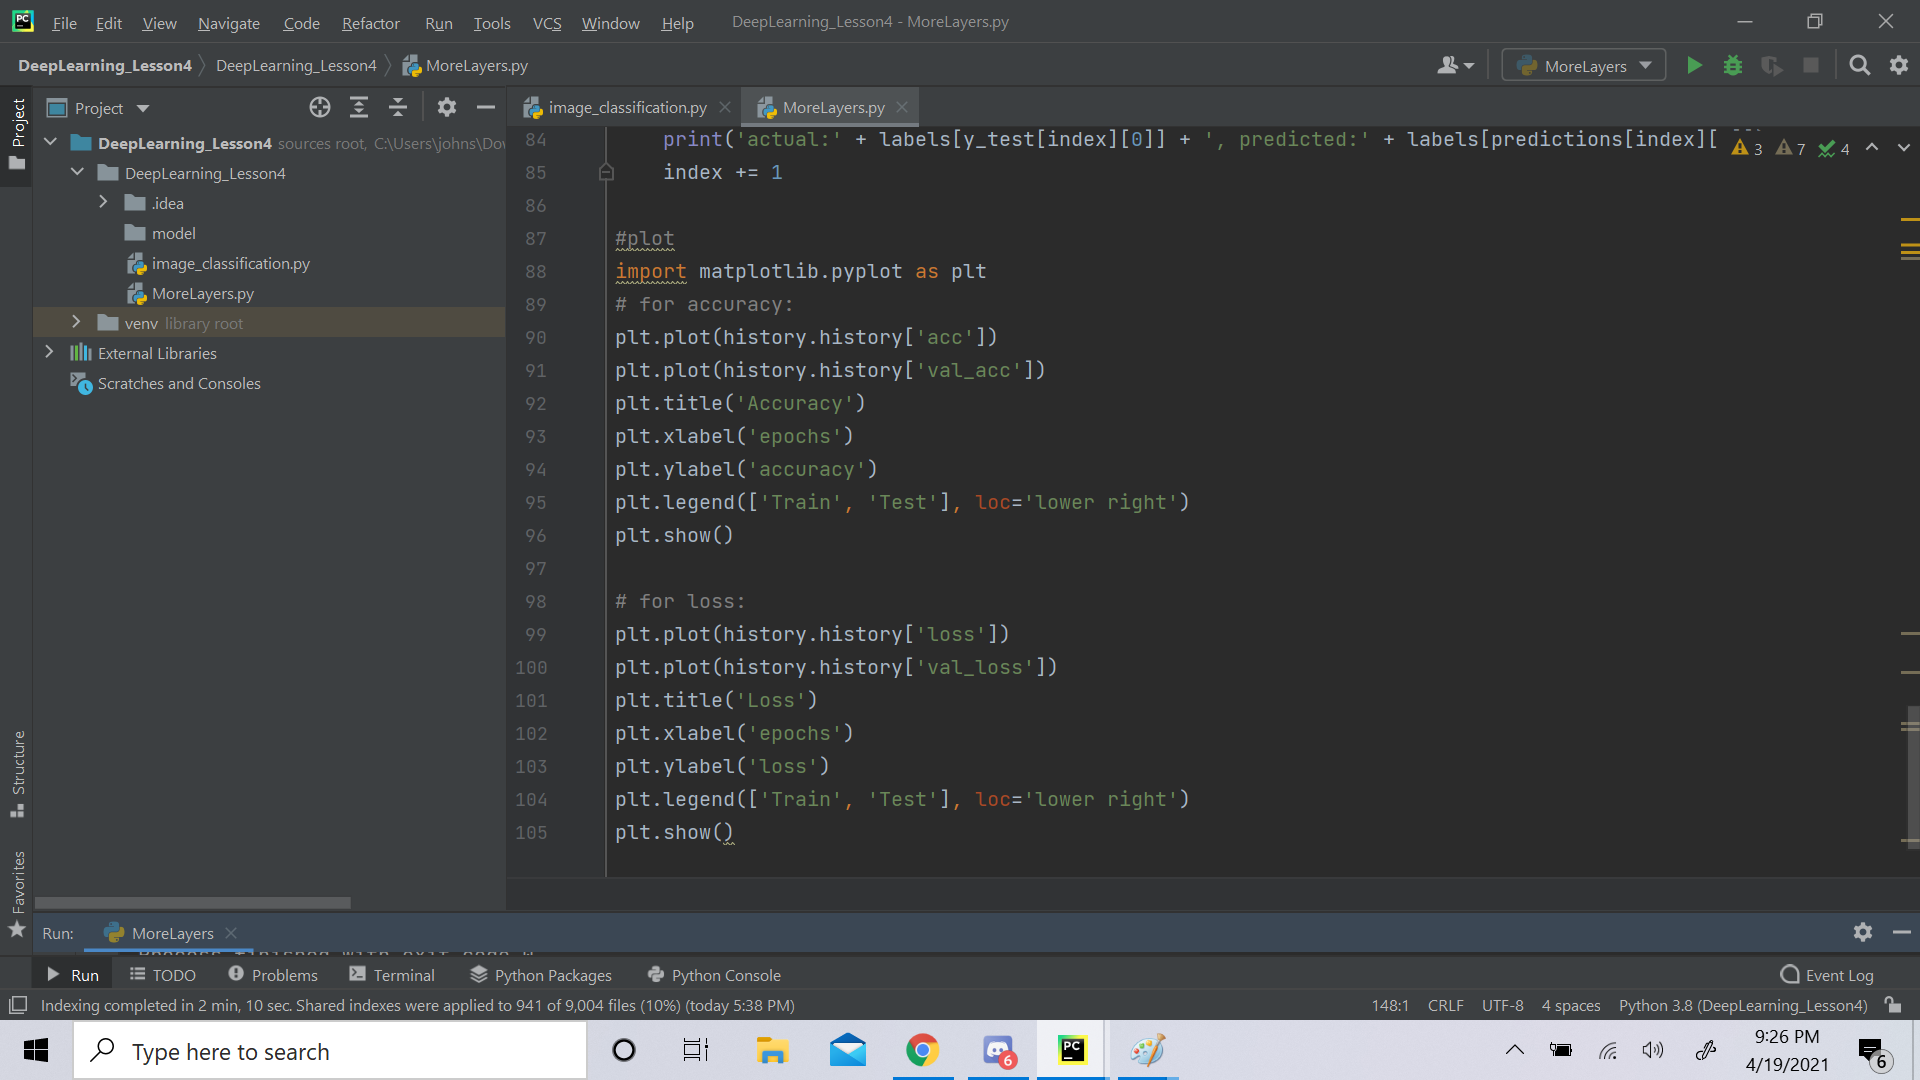 PC File Edit View Navigate Code Refactor Run Tools VCS Window Help DeepLearning_Lesson4 - MoreLayers.py
DeepLearning_Lesson4 DeepLearning_Lesson4 MoreLayers.py MoreLayers
Project
Project
image_classification.py MoreLayers.py
DeepLearning_Lesson4 sources root, C:\Users\johns\Dow
DeepLearning_Lesson4
.idea
model
image_classification.py
MoreLayers.py
venv library root
External Libraries
Scratches and Consoles
84 print('actual:' + labels[y_test[index][0]] + ', predicted:' + labels[predictions[index][
3 7 4
85 index += 1
86
87 #plot
88 import matplotlib.pyplot as plt
89 # for accuracy:
90 plt.plot(history.history['acc'])
91 plt.plot(history.history['val_acc'])
92 plt.title('Accuracy')
93 plt.xlabel('epochs')
94 plt.ylabel('accuracy')
95 plt.legend(['Train', 'Test'], loc='lower right')
96 plt.show()
97
98 # for loss:
99 plt.plot(history.history['loss'])
100 plt.plot(history.history['val_loss'])
101 plt.title('Loss')
102 plt.xlabel('epochs')
103 plt.ylabel('loss')
104 plt.legend(['Train', 'Test'], loc='lower right')
105 plt.show()
Structure
Favorites
Run: MoreLayers
Process finished with exit code
Run TODO Problems Terminal Python Packages Python Console Event Log
Indexing completed in 2 min, 10 sec. Shared indexes were applied to 941 of 9,004 files (10%) (today 5:38 PM) 148:1 CRLF UTF-8 4 spaces Python 3.8 (DeepLearning_Lesson4)
Type here to search
6
PC
9:26 PM
4/19/2021
6